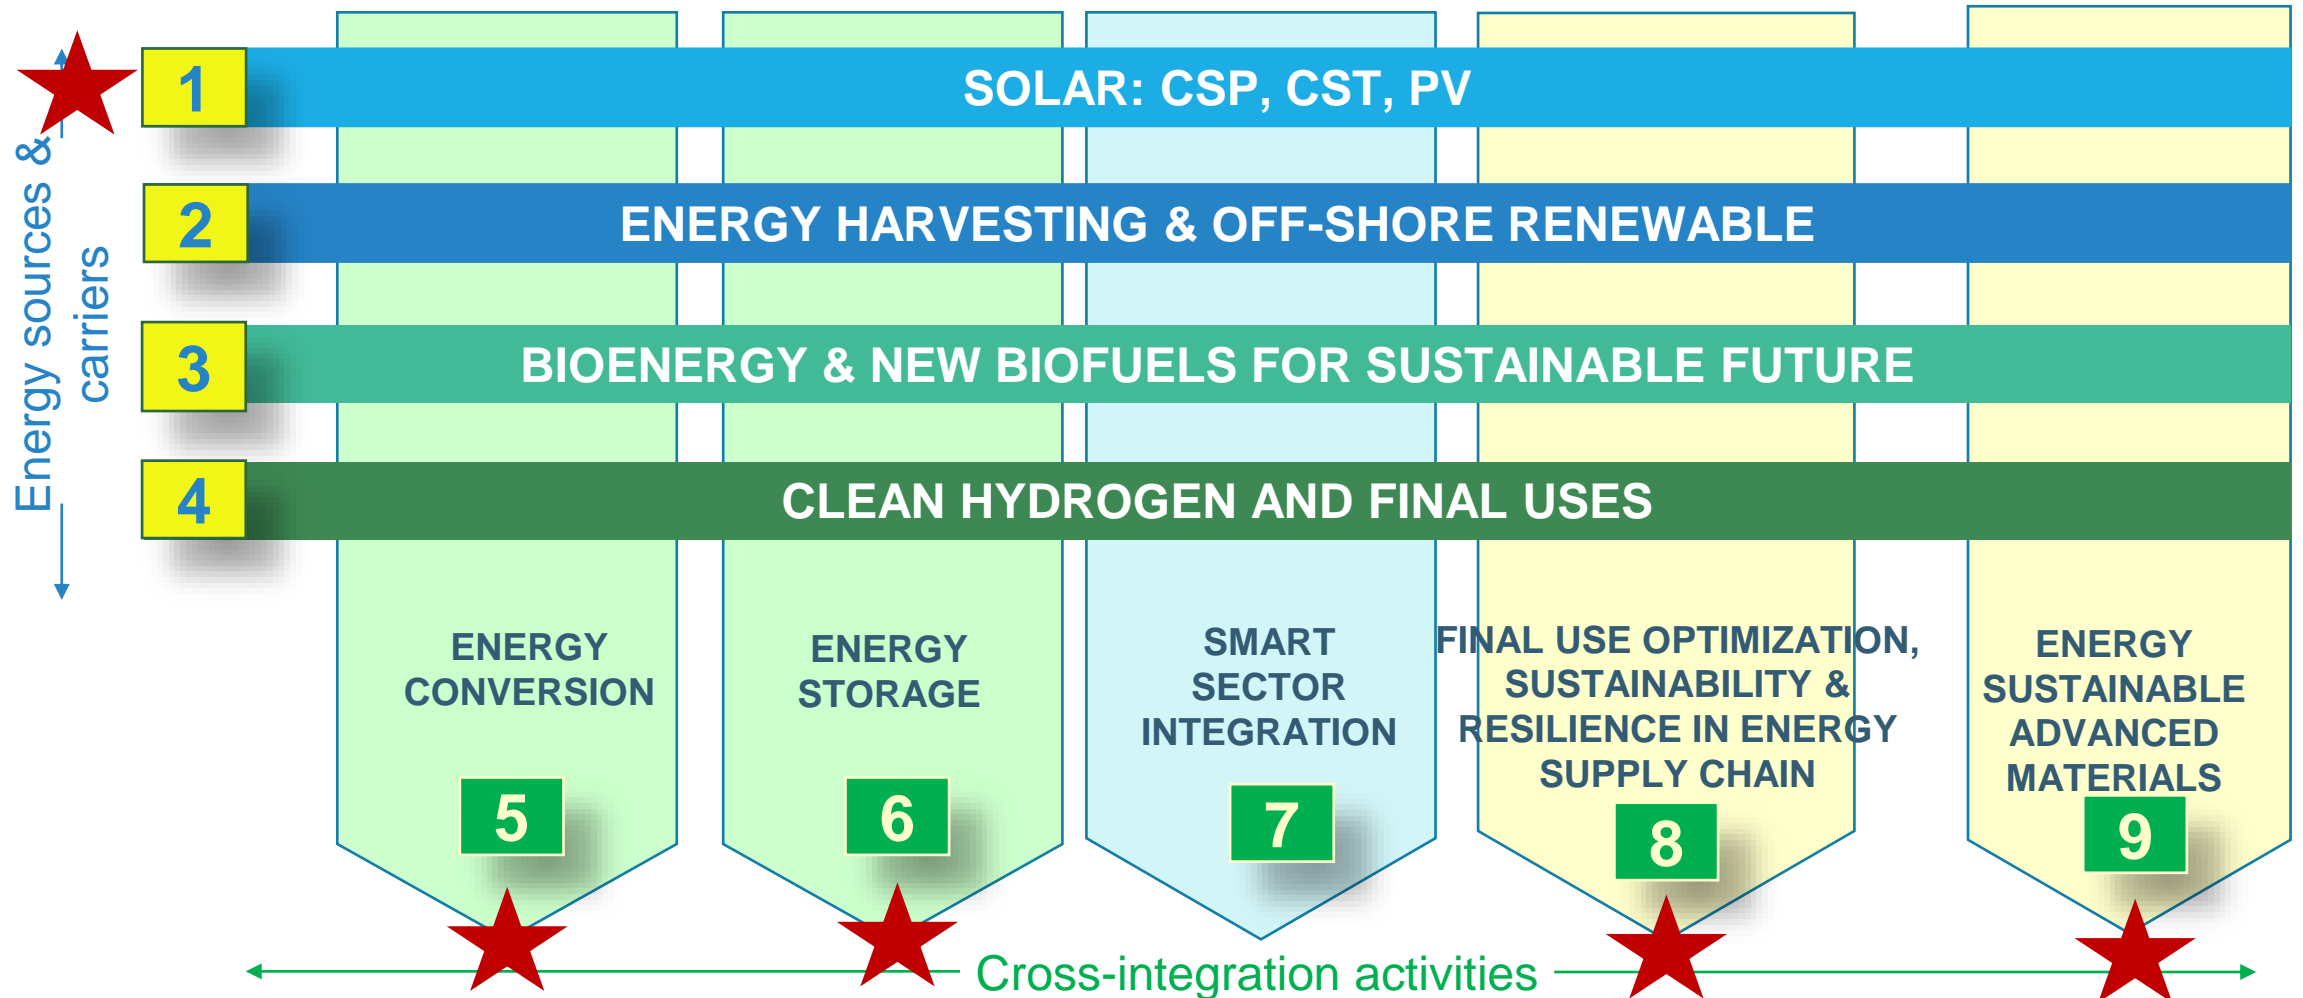 Energy sources &
carriers
1
SOLAR: CSP, CST, PV
2
ENERGY HARVESTING & OFF-SHORE RENEWABLE
3
BIOENERGY & NEW BIOFUELS FOR SUSTAINABLE FUTURE
4
CLEAN HYDROGEN AND FINAL USES
ENERGY
CONVERSION
5
ENERGY
STORAGE
6
SMART
SECTOR
INTEGRATION
7
FINAL USE OPTIMIZATION,
SUSTAINABILITY &
RESILIENCE IN ENERGY
SUPPLY CHAIN
8
ENERGY
SUSTAINABLE
ADVANCED
MATERIALS
9
Cross-integration activities